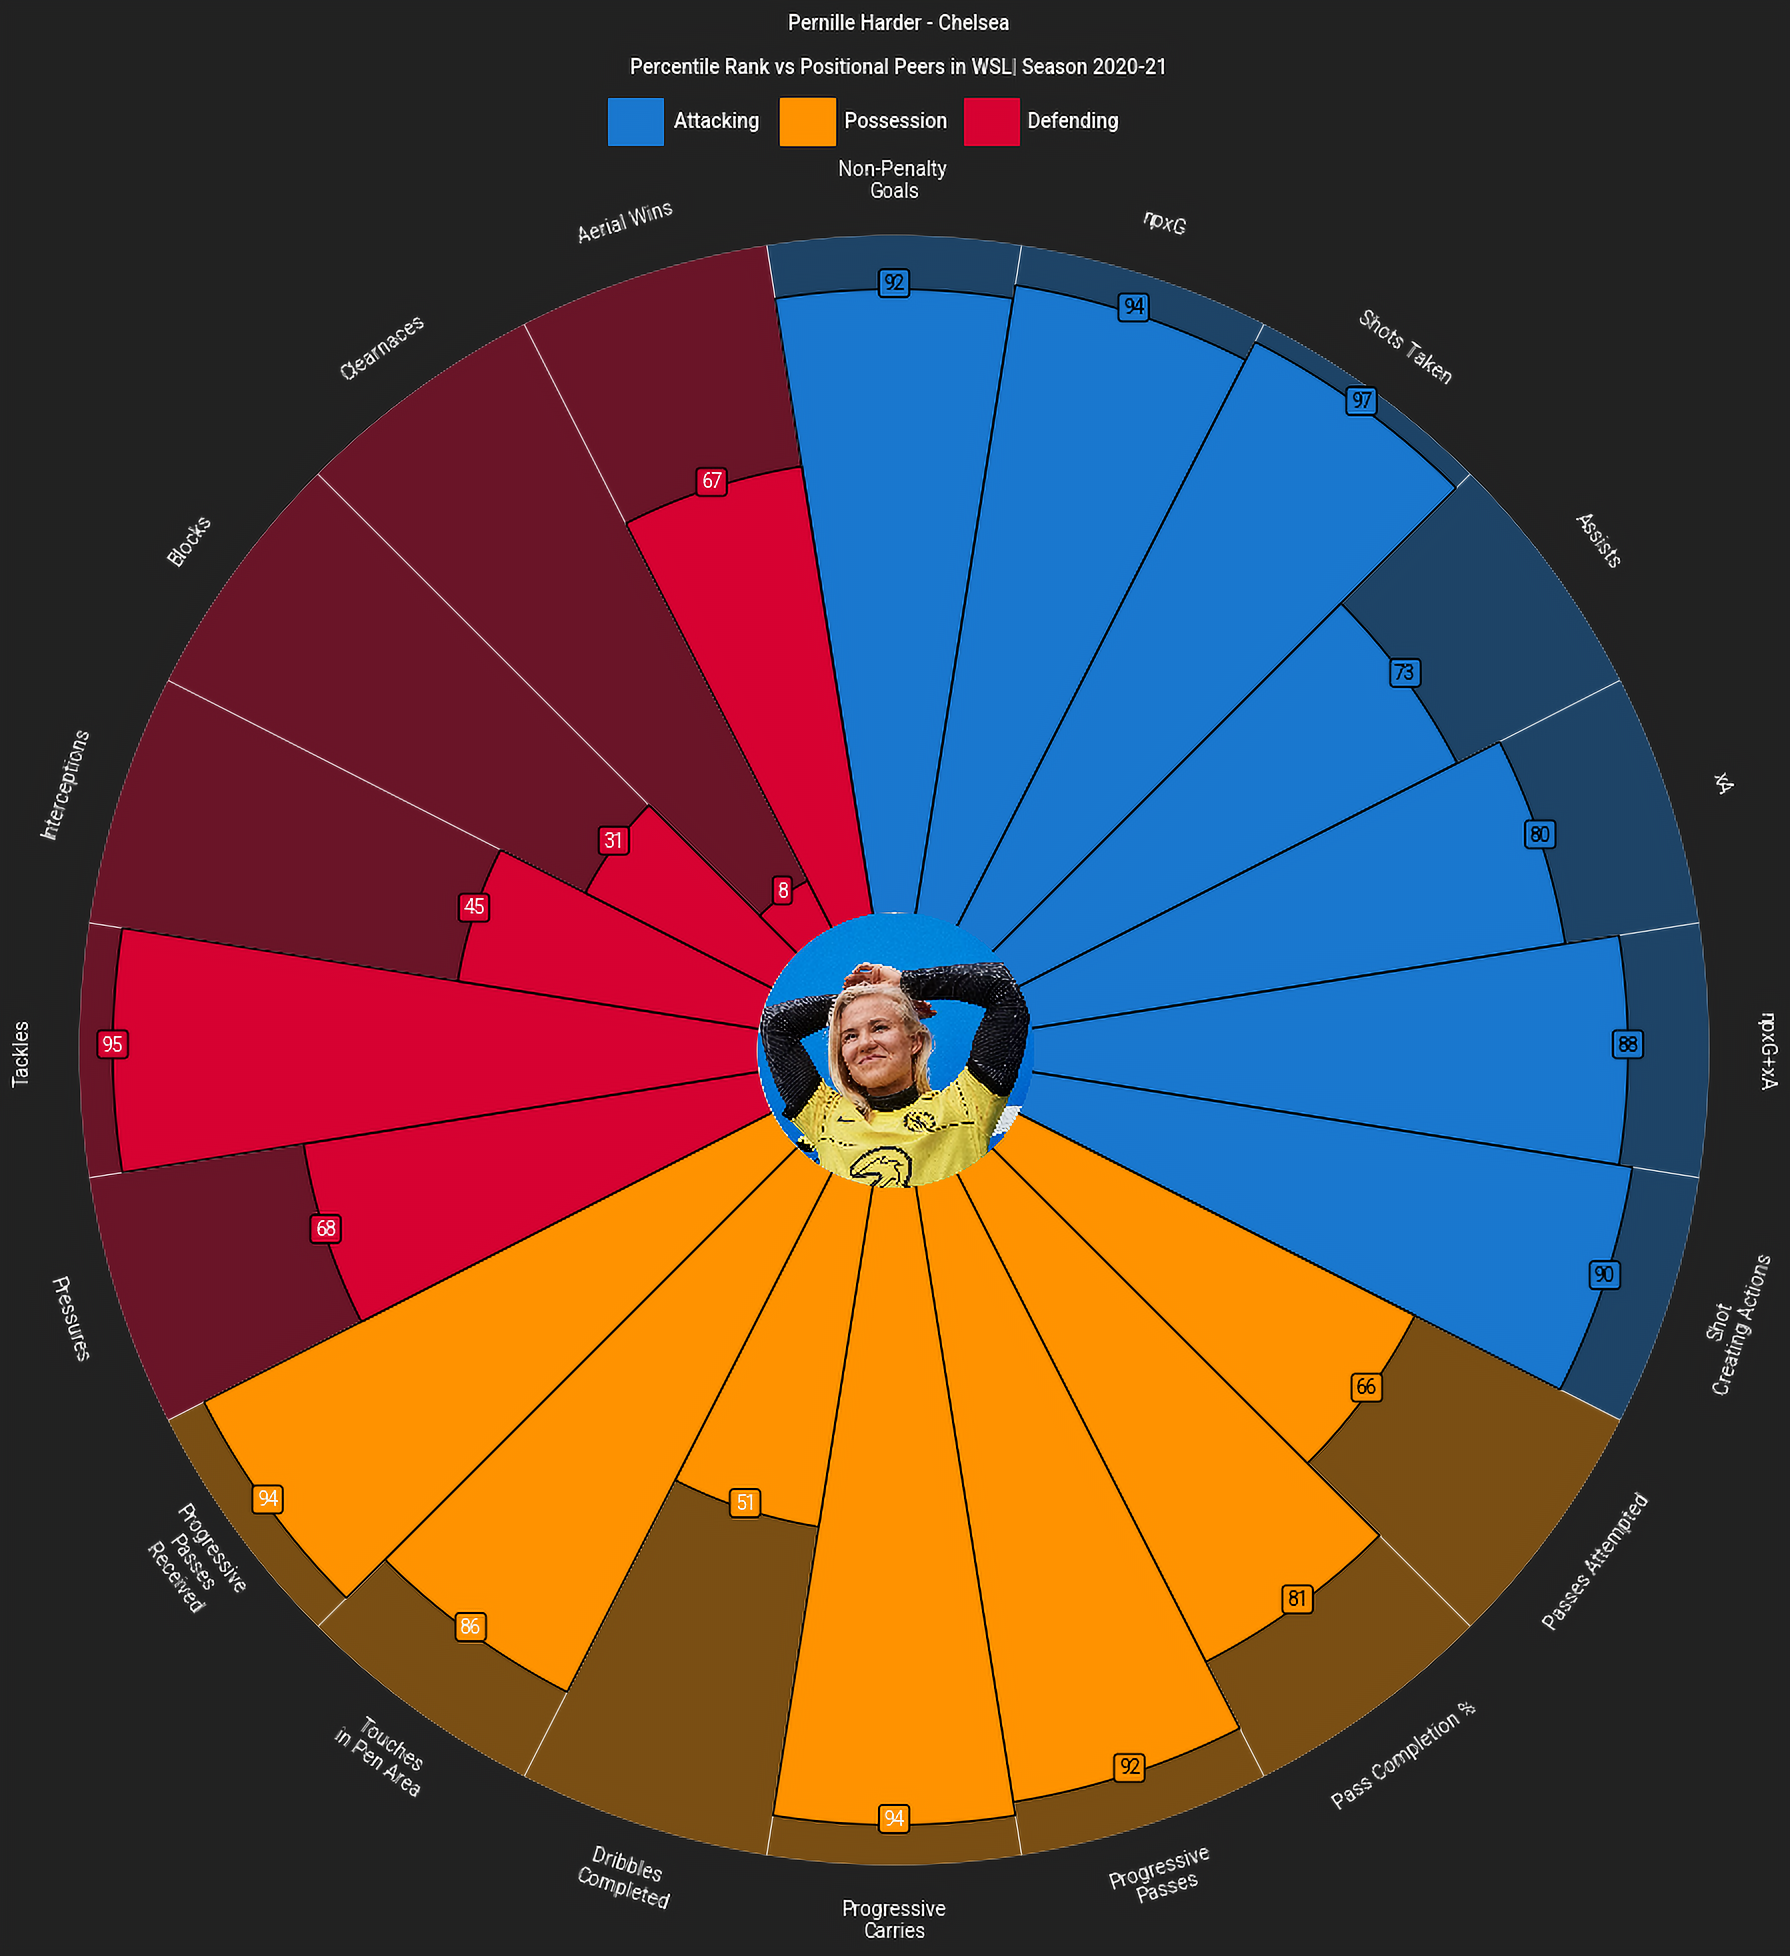 Pernille Harder - Chelsea
Percentile Rank vs Positional Peers in WSL| Season 2020-21
Attacking
Possession
Defending
Non-Penalty
Goals
npxG
Shots Taken
Assists
xA
npxG+xA
Shot
Creating Actions
Passes Attempted
Pass Completion %
Progressive
Passes
Progressive
Carries
Dribbles
Completed
Touches
in Pen Area
Progressive
Passes
Received
Pressures
Tackles
Interceptions
Blocks
Clearnaces
Aerial Wins
92
94
97
73
80
88
90
66
81
92
94
51
86
94
68
95
45
31
8
67